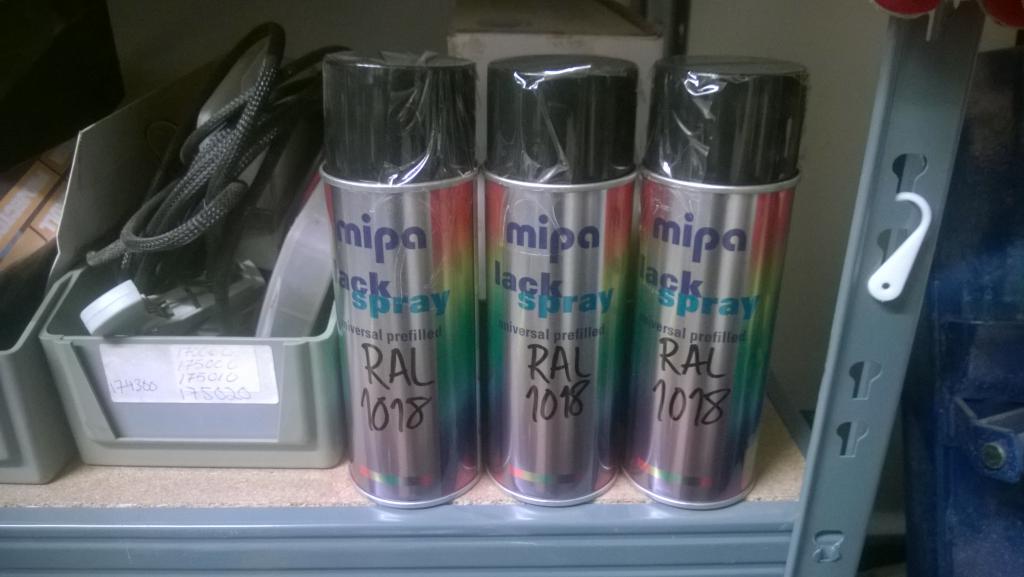 mipa
lack
spray
universal prefilled
RAL
1018
mipa
lack
spray
universal prefilled
RAL
1018
mipa
lack
spray
universal prefilled
RAL
1018
174300
175000
175010
175020